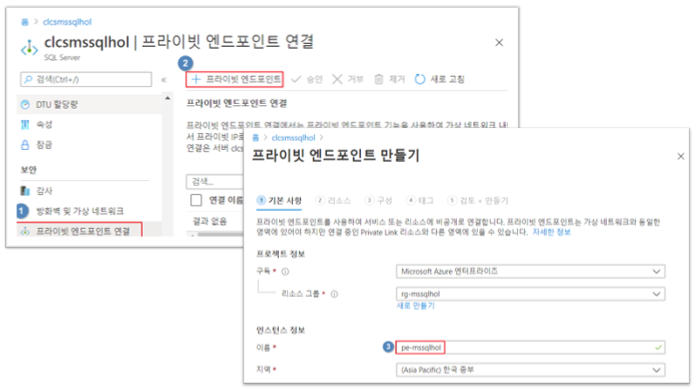 홈 > clcsmssqlhol
clcsmssqlhol | 프라이빗 엔드포인트 연결
SQL Server
검색(Ctrl+/)
«
2
+ 프라이빗 엔드포인트
승인
거부
제거
새로 고침
DTU 할당량
속성
잠금
보안
감사
1
방화벽 및 가상 네트워크
프라이빗 엔드포인트 연결
프라이빗 엔드포인트 연결
프라이빗 엔드포인트 연결에서는 프라이빗 엔드포인트 기능을 사용하여 가상 네트워크
서 프라이빗 IP로
연결은 서버 clcs
검색...
연결 이름
결과 없음
홈 > clcsmssqlhol >
프라이빗 엔드포인트 만들기
1 기본 사항 2 리소스 3 구성 4 태그 5 검토 + 만들기
프라이빗 엔드포인트를 사용하여 서비스 또는 리소스에 비공개로 연결합니다. 프라이빗 엔드포인트는 가상 네트워크와 동일한
영역에 있어야 하지만 연결 중인 Private Link 리소스와 다른 영역에 있을 수 있습니다. 자세한 정보
프로젝트 정보
구독 *
Microsoft Azure 엔터프라이즈
리소스 그룹 *
rg-mssqlhol
새로 만들기
인스턴스 정보
이름 *
3
pe-mssqlhol
지역 *
(Asia Pacific) 한국 중부